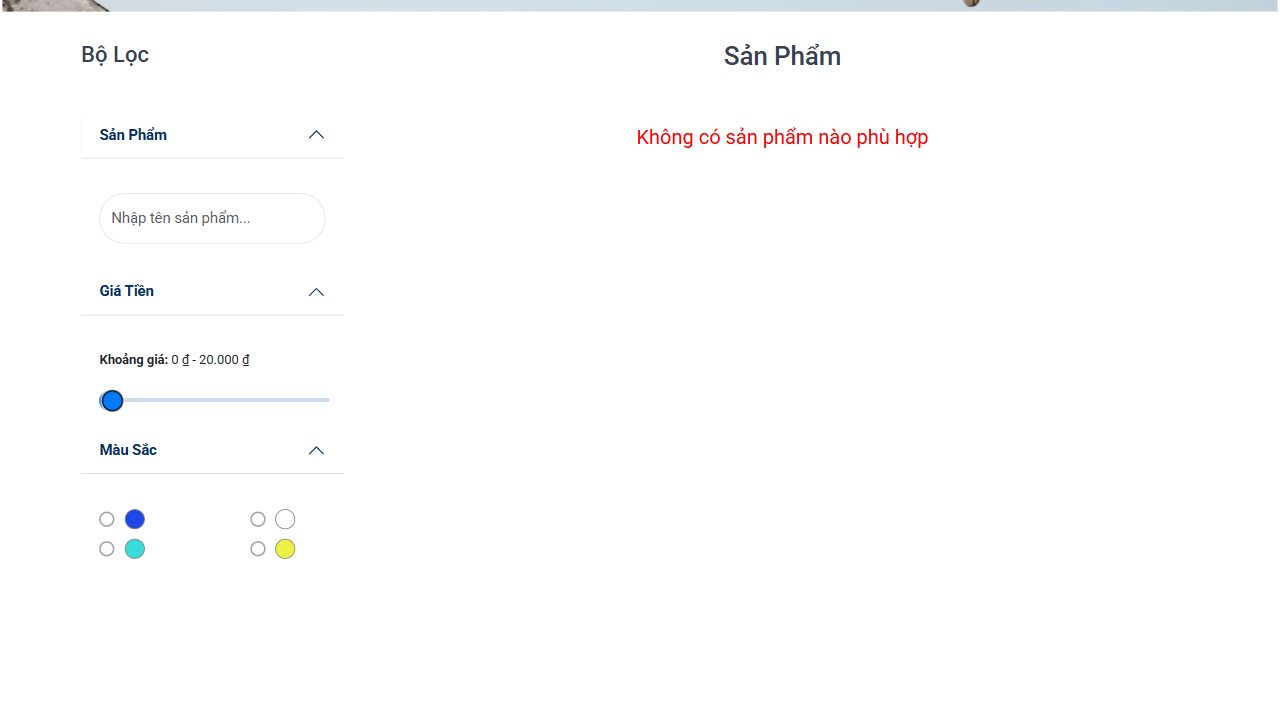 Bộ Lọc
Sản Phẩm
Sản Phẩm
Không có sản phẩm nào phù hợp
Nhập tên sản phẩm...
Giá Tiền
Khoảng giá: 0 ₫ - 20.000 ₫
Màu Sắc